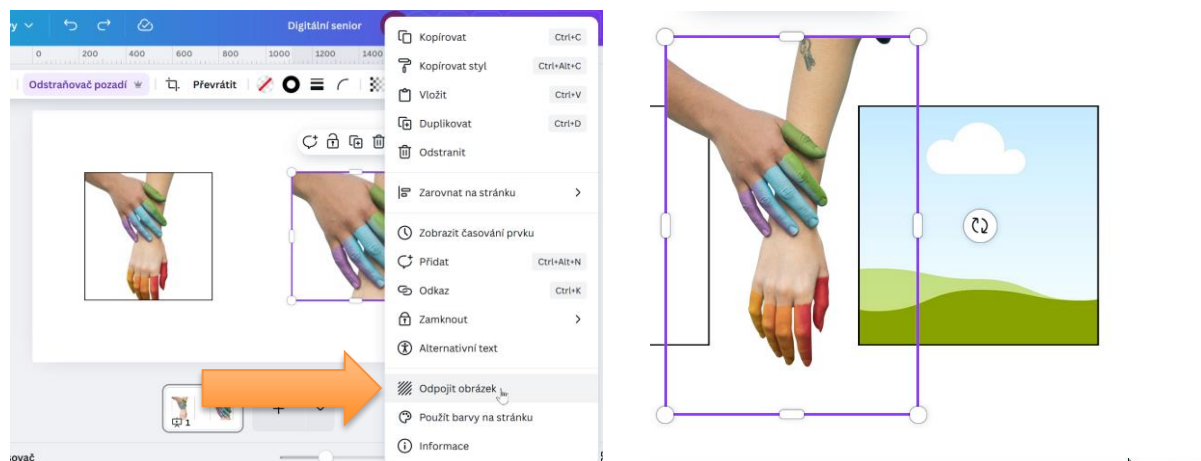 Digitální senior
0 200 400 600 800 1000 1200 1400
Odstraňovač pozadí
Převrátit
Kopírovat Ctrl+C
Kopírovat styl Ctrl+Alt+C
Vložit Ctrl+V
Duplikovat Ctrl+D
Odstranit
Zarovnat na stránku
Zobrazit časování prvku
Přidat Ctrl+Alt+N
Odkaz Ctrl+K
Zamknout
Alternativní text
Odpojit obrázek
Použít barvy na stránku
Informace
1